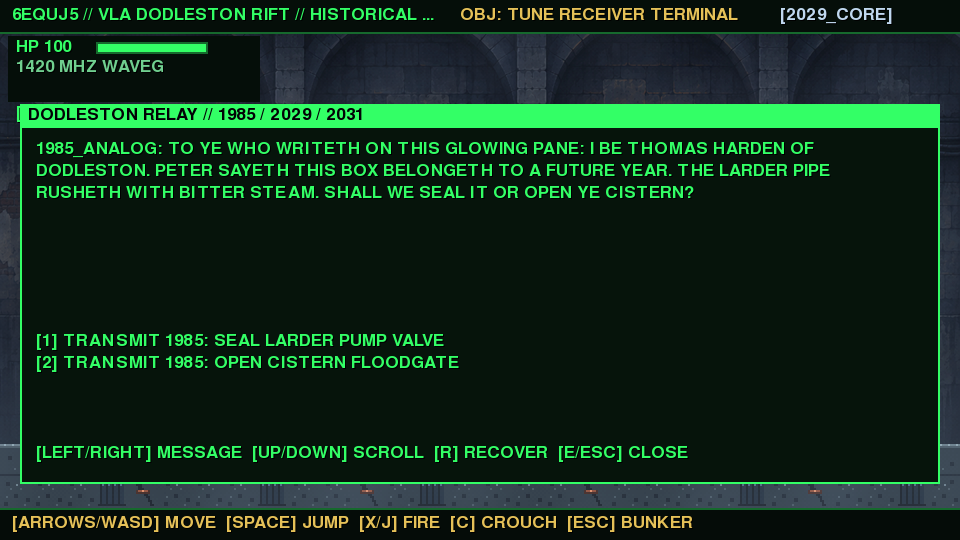 6EQUJ5 // VLA DODLESTON RIFT // HISTORICAL ... OBJ: TUNE RECEIVER TERMINAL [2029_CORE]
HP 100
1420 MHZ WAVEG
DODLESTON RELAY // 1985 / 2029 / 2031
1985_ANALOG: TO YE WHO WRITETH ON THIS GLOWING PANE: I BE THOMAS HARDEN OF
DODLESTON. PETER SAYETH THIS BOX BELONGETH TO A FUTURE YEAR. THE LARDER PIPE
RUSHETH WITH BITTER STEAM. SHALL WE SEAL IT OR OPEN YE CISTERN?
[1] TRANSMIT 1985: SEAL LARDER PUMP VALVE
[2] TRANSMIT 1985: OPEN CISTERN FLOODGATE
[LEFT/RIGHT] MESSAGE [UP/DOWN] SCROLL [R] RECOVER [E/ESC] CLOSE
[ARROWS/WASD] MOVE [SPACE] JUMP [X/J] FIRE [C] CROUCH [ESC] BUNKER